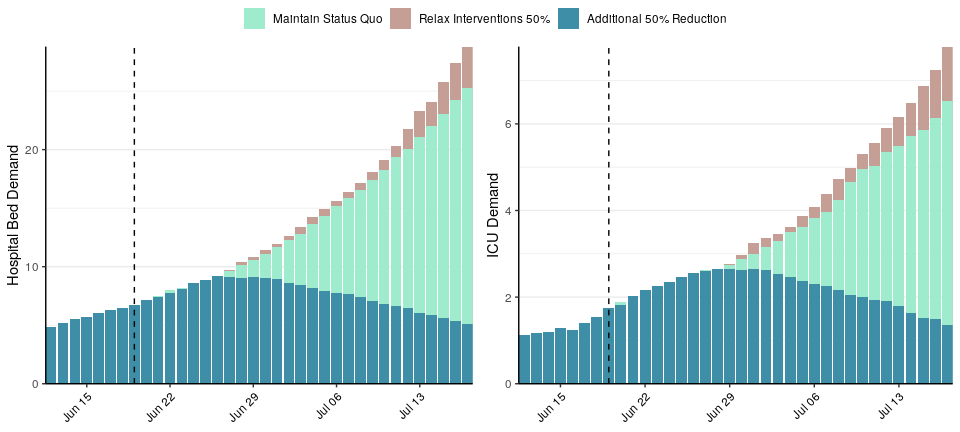 Maintain Status Quo Relax Interventions 50% Additional 50% Reduction
Hospital Bed Demand
20
10
0
Jun 15 Jun 22 Jun 29 Jul 06 Jul 13
ICU Demand
6
4
2
0
Jun 15 Jun 22 Jun 29 Jul 06 Jul 13